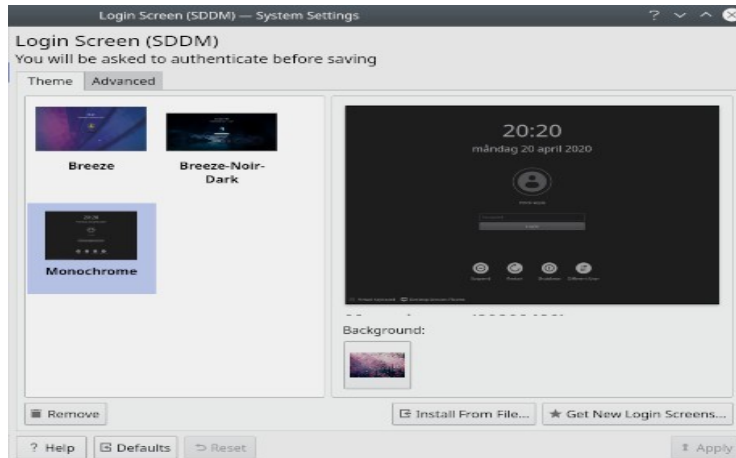 Login Screen (SDDM) — System Settings
Login Screen (SDDM)
You will be asked to authenticate before saving
Theme Advanced
Breeze
Breeze-Noir-
Dark
Monochrome
20:20
måndag 20 april 2020
Background:
Remove
Install From File...
Get New Login Screens...
? Help
Defaults
Reset
Apply